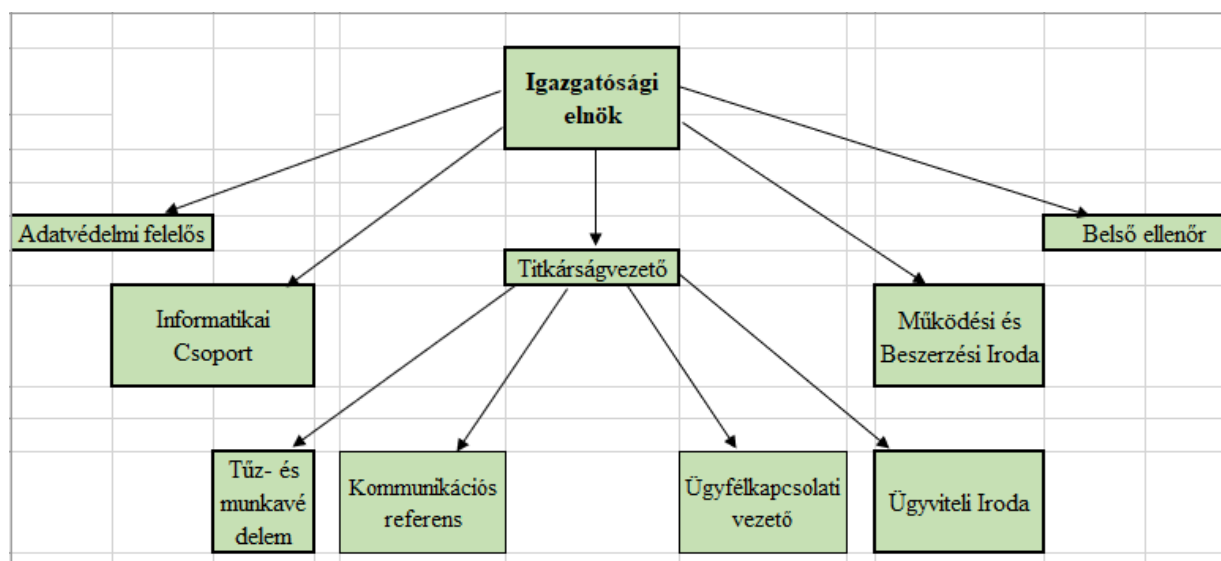 Igazgatósági
elnök
Adatvédelmi felelős
Belső ellenőr
Titkárságvezető
Informatikai
Csoport
Működési és
Beszerzési Iroda
Tűz- és
munkavé
delem
Kommunikációs
referens
Ügyfélkapcsolati
vezető
Ügyviteli Iroda